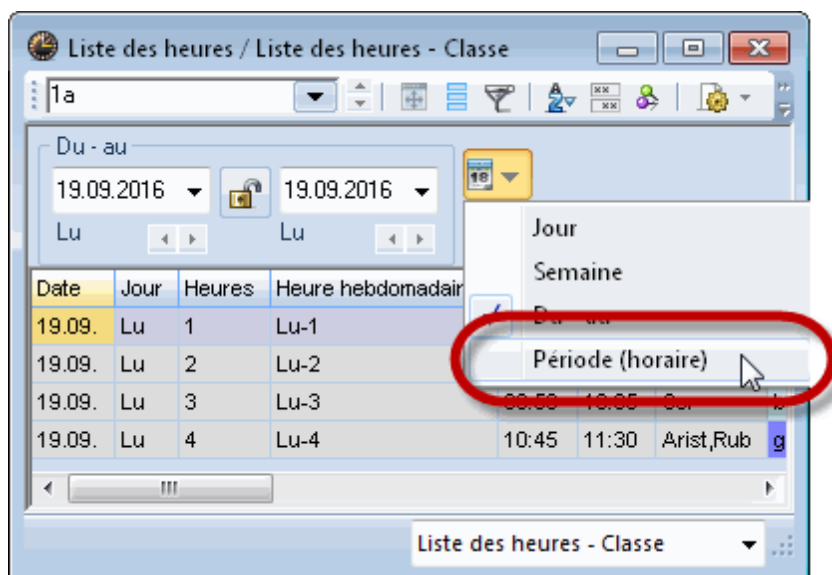 Liste des heures / Liste des heures - Classe
1a
Du - au
19.09.2016 19.09.2016 18
Lu Lu
Jour
Semaine
Du - au
Période (horaire)
Date Jour Heures Heure hebdomadair
19.09. Lu 1 Lu-1
19.09. Lu 2 Lu-2
19.09. Lu 3 Lu-3
19.09. Lu 4 Lu-4 10:45 11:30 Arist,Rub g
Liste des heures - Classe